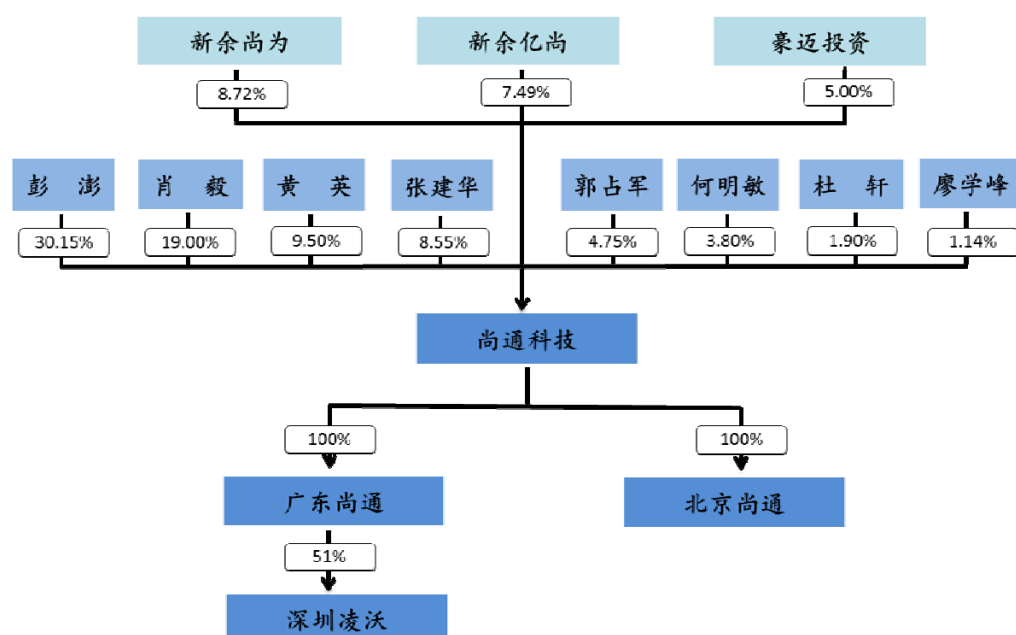 新余尚为 新余亿尚 豪迈投资
8.72% 7.49% 5.00%
彭 澎 肖 毅 黄 英 张建华 郭占军 何明敏 杜 轩 廖学峰
30.15% 19.00% 9.50% 8.55% 4.75% 3.80% 1.90% 1.14%
尚通科技
100% 100%
广东尚通 北京尚通
51%
深圳凌沃